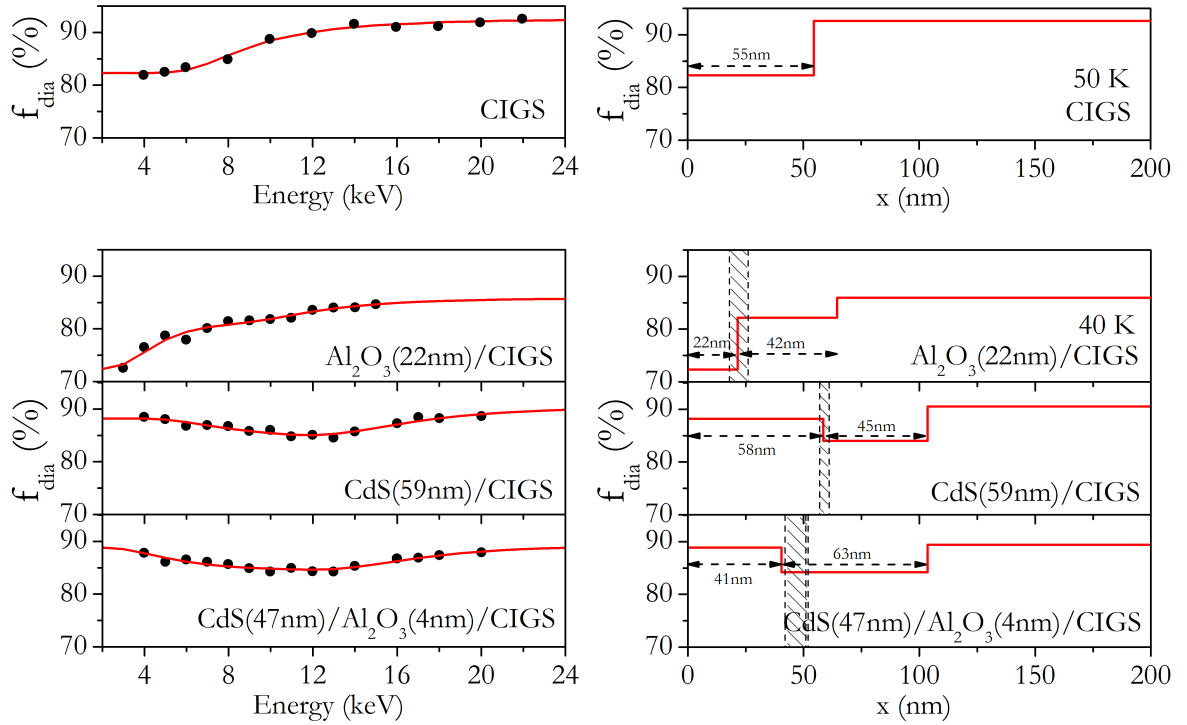 90
80
70
f_dia (%)
CIGS
4 8 12 16 20 24
Energy (keV)
90
80
70
f_dia (%)
55nm
50 K
CIGS
0 50 100 150 200
x (nm)
90
80
70
Al₂O₃(22nm)/CIGS
90
80
70
f_dia (%)
CdS(59nm)/CIGS
90
80
70
CdS(47nm)/Al₂O₃(4nm)/CIGS
4 8 12 16 20 24
Energy (keV)
90
80
70
22nm 42nm
40 K
Al₂O₃(22nm)/CIGS
90
80
70
f_dia (%)
58nm 45nm
CdS(59nm)/CIGS
90
80
70
41nm 63nm
CdS(47nm)/Al₂O₃(4nm)/CIGS
0 50 100 150 200
x (nm)